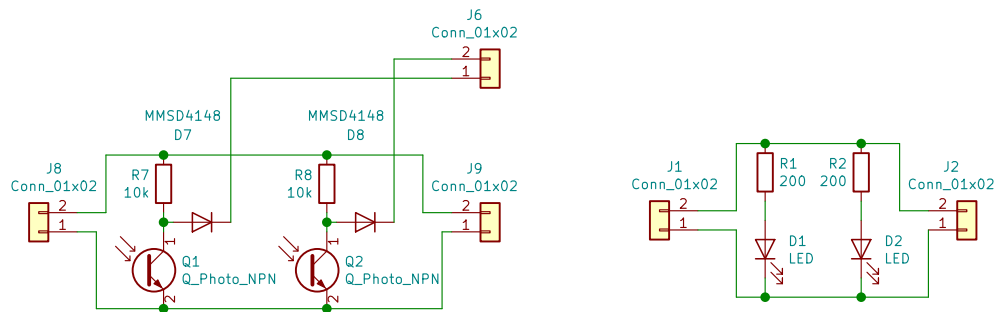 J6
Conn_01x02
2
1
MMSD4148
D7
MMSD4148
D8
J8
Conn_01x02
2
1
R7
10k
R8
10k
J9
Conn_01x02
2
1
1
Q1
Q_Photo_NPN
2
1
Q2
Q_Photo_NPN
2
J1
Conn_01x02
2
1
R1
200
R2
200
J2
Conn_01x02
2
1
D1
LED
D2
LED